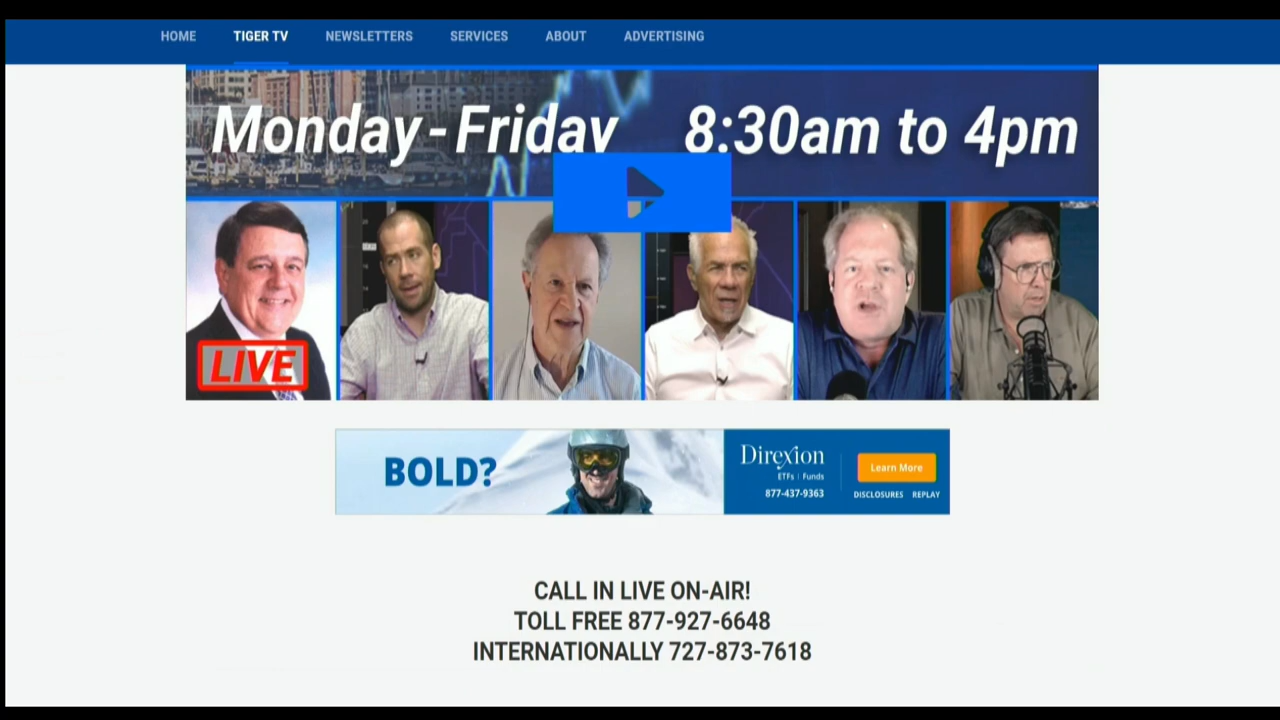 HOME TIGER TV NEWSLETTERS SERVICES ABOUT ADVERTISING
Monday - Friday 8:30am to 4pm
LIVE
BOLD?
Direxion
ETFs | Funds
877-437-9363
Learn More
DISCLOSURES REPLAY
CALL IN LIVE ON-AIR!
TOLL FREE 877-927-6648
INTERNATIONALLY 727-873-7618